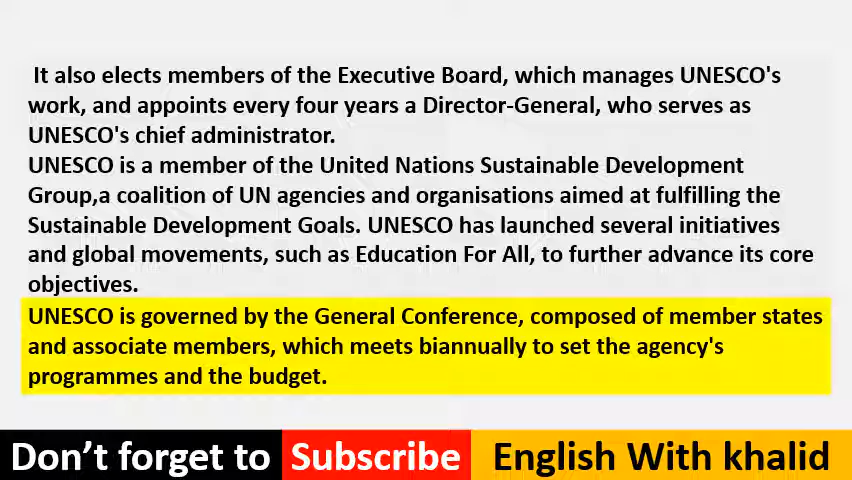 It also elects members of the Executive Board, which manages UNESCO's
work, and appoints every four years a Director-General, who serves as
UNESCO's chief administrator.
UNESCO is a member of the United Nations Sustainable Development
Group,a coalition of UN agencies and organisations aimed at fulfilling the
Sustainable Development Goals. UNESCO has launched several initiatives
and global movements, such as Education For All, to further advance its core
objectives.
UNESCO is governed by the General Conference, composed of member states
and associate members, which meets biannually to set the agency's
programmes and the budget.
Don’t forget to Subscribe English With khalid